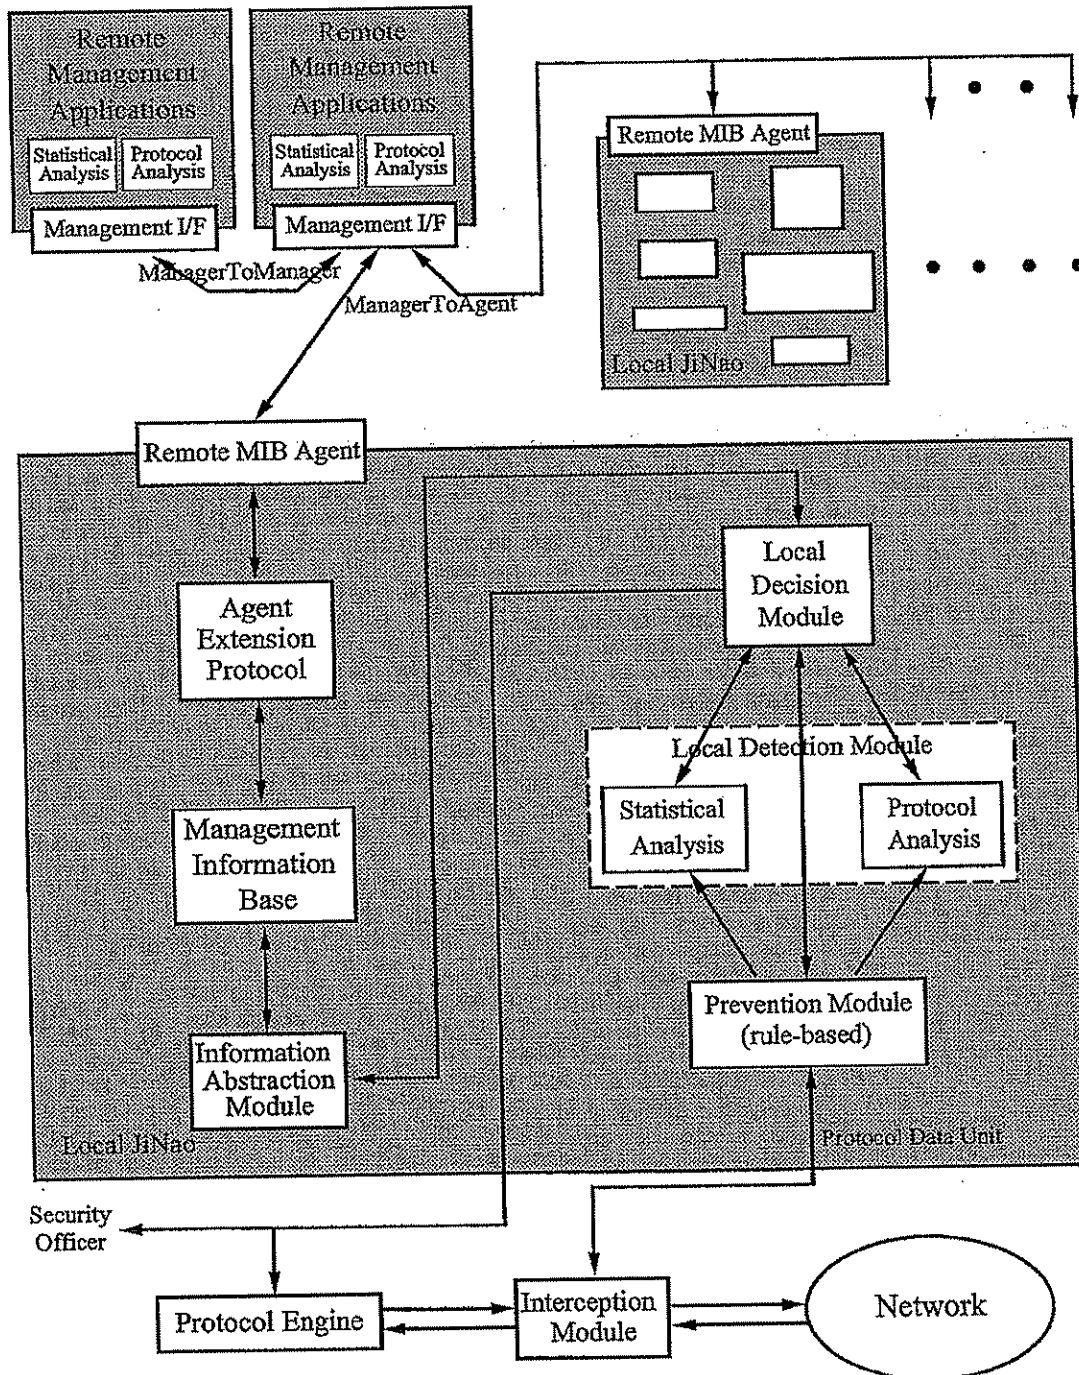 Remote
Management
Applications
Statistical
Analysis
Protocol
Analysis
Management I/F
Remote
Management
Applications
Statistical
Analysis
Protocol
Analysis
Management I/F
ManagerToManager
ManagerToAgent
Remote MIB Agent
Local JiNao
Remote MIB Agent
Agent
Extension
Protocol
Management
Information
Base
Information
Abstraction
Module
Local JiNao
Local
Decision
Module
Local Detection Module
Statistical
Analysis
Protocol
Analysis
Prevention Module
(rule-based)
Protocol Data Unit
Security
Officer
Protocol Engine
Interception
Module
Network